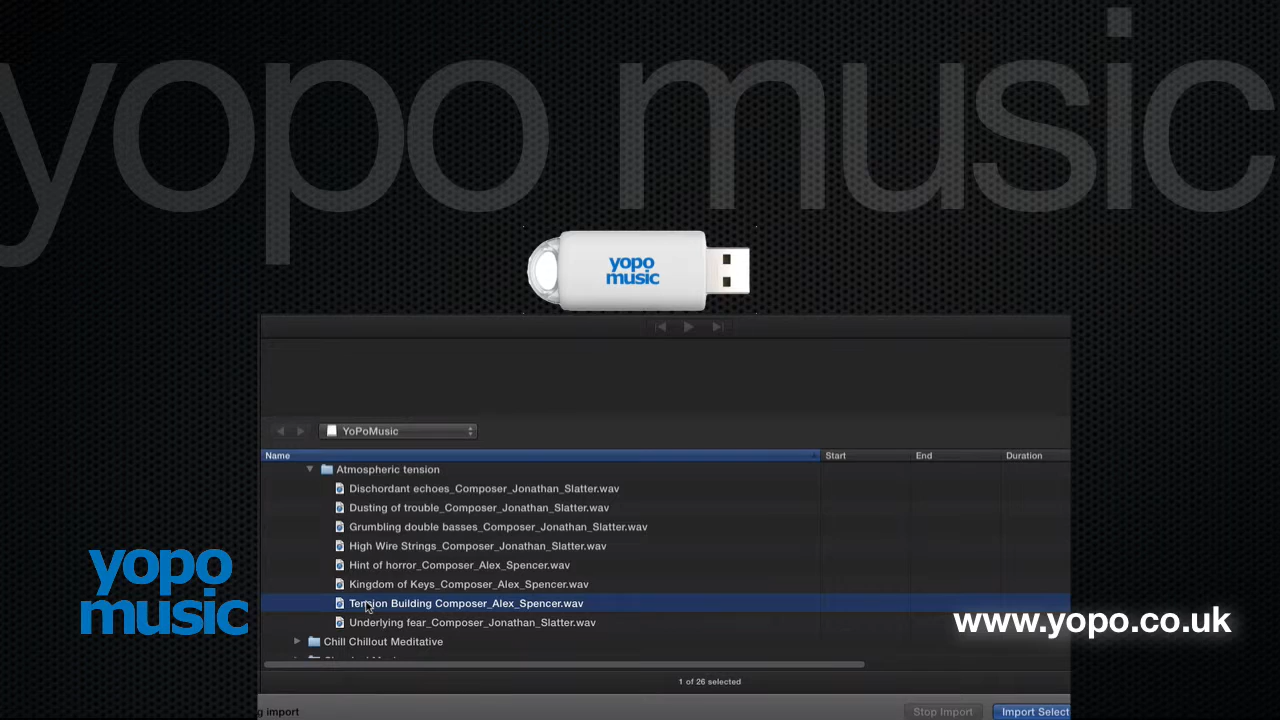 yopo music
yopo
music
YoPoMusic
Name
Start
End
Duration
Atmospheric tension
Dischordant echoes_Composer_Jonathan_Slatter.wav
Dusting of trouble_Composer_Jonathan_Slatter.wav
Grumbling double basses_Composer_Jonathan_Slatter.wav
High Wire Strings_Composer_Jonathan_Slatter.wav
Hint of horror_Composer_Alex_Spencer.wav
Kingdom of Keys_Composer_Alex_Spencer.wav
Tension Building Composer_Alex_Spencer.wav
Underlying fear_Composer_Jonathan_Slatter.wav
Chill Chillout Meditative
yopo
music
www.yopo.co.uk
1 of 26 selected
g import
Stop Import
Import Select